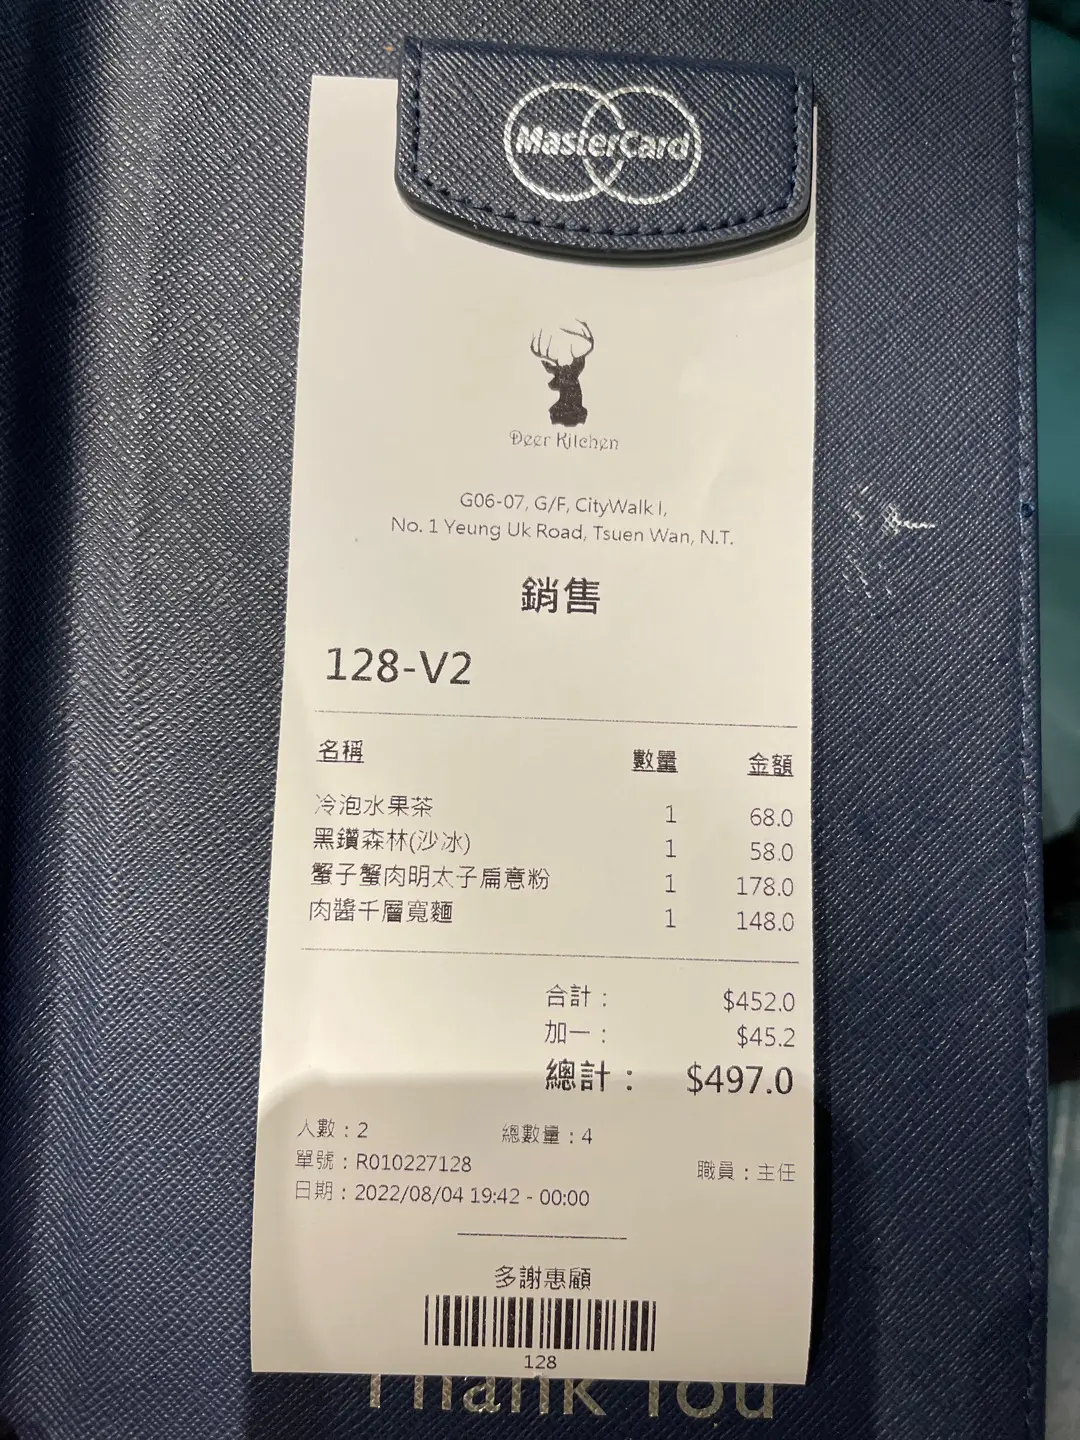 MasterCard
Deer Kitchen
G06-07, G/F, CityWalk I,
No. 1 Yeung Uk Road, Tsuen Wan, N.T.
銷售
128-V2
名稱 數量 金額
冷泡水果茶 1 68.0
黑鑽森林(沙冰) 1 58.0
蟹子蟹肉明太子扁意粉 1 178.0
肉醬千層寬麵 1 148.0
合計： $452.0
加一： $45.2
總計： $497.0
人數：2 總數量：4
單號：R010227128 職員：主任
日期：2022/08/04 19:42 - 00:00
多謝惠顧
128
Thank You